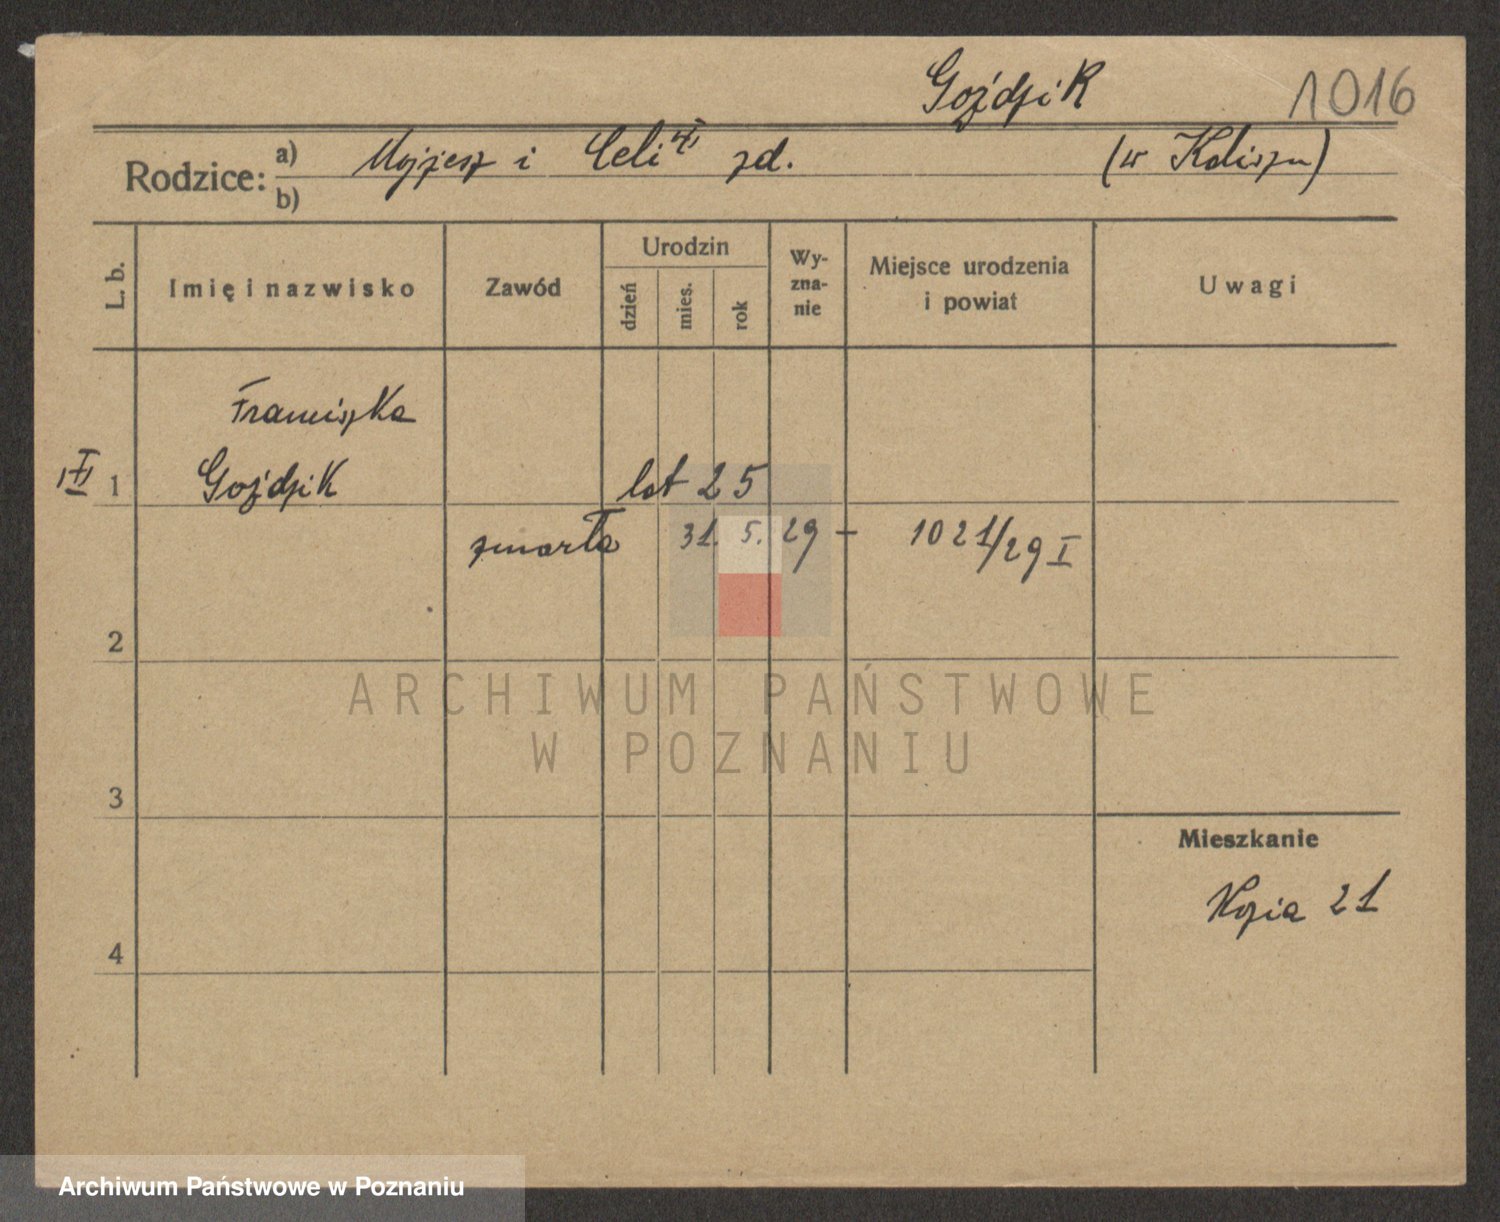 Goździk
1016
Rodzice: a) Mojżesz i Celi zd. (w Kaliszu)
b)
L. b.
Imię i nazwisko
Zawód
Urodzin
dzień
mies.
rok
Wy-
zna-
nie
Miejsce urodzenia
i powiat
Uwagi
Franciszka
1 Goździk lat 25
zmarła 31. 5. 29 – 1021/29 I
2
ARCHIWUM PAŃSTWOWE
W POZNANIU
3
Mieszkanie
Kozia 21
4
Archiwum Państwowe w Poznaniu